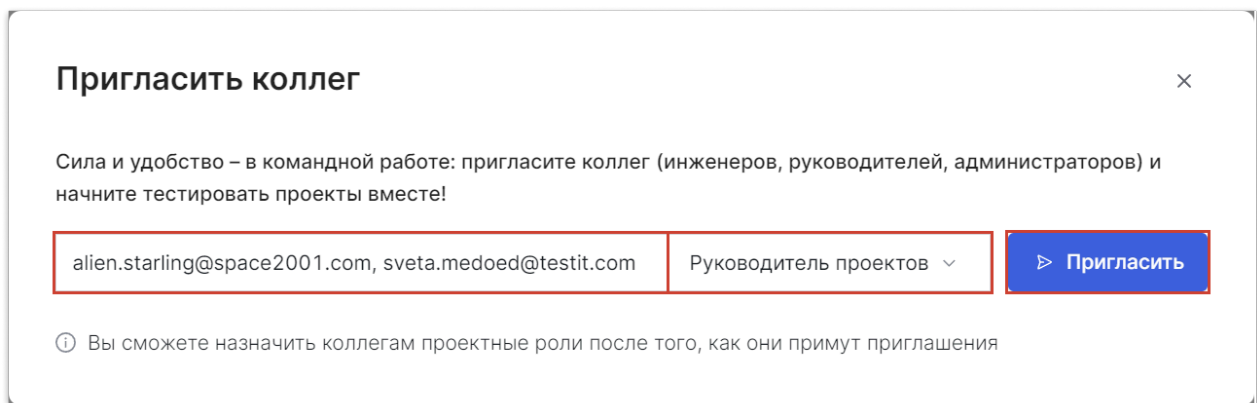 Пригласить коллег
Сила и удобство – в командной работе: пригласите коллег (инженеров, руководителей, администраторов) и
начните тестировать проекты вместе!
alien.starling@space2001.com, sveta.medoed@testit.com Руководитель проектов Пригласить
Вы сможете назначить коллегам проектные роли после того, как они примут приглашения